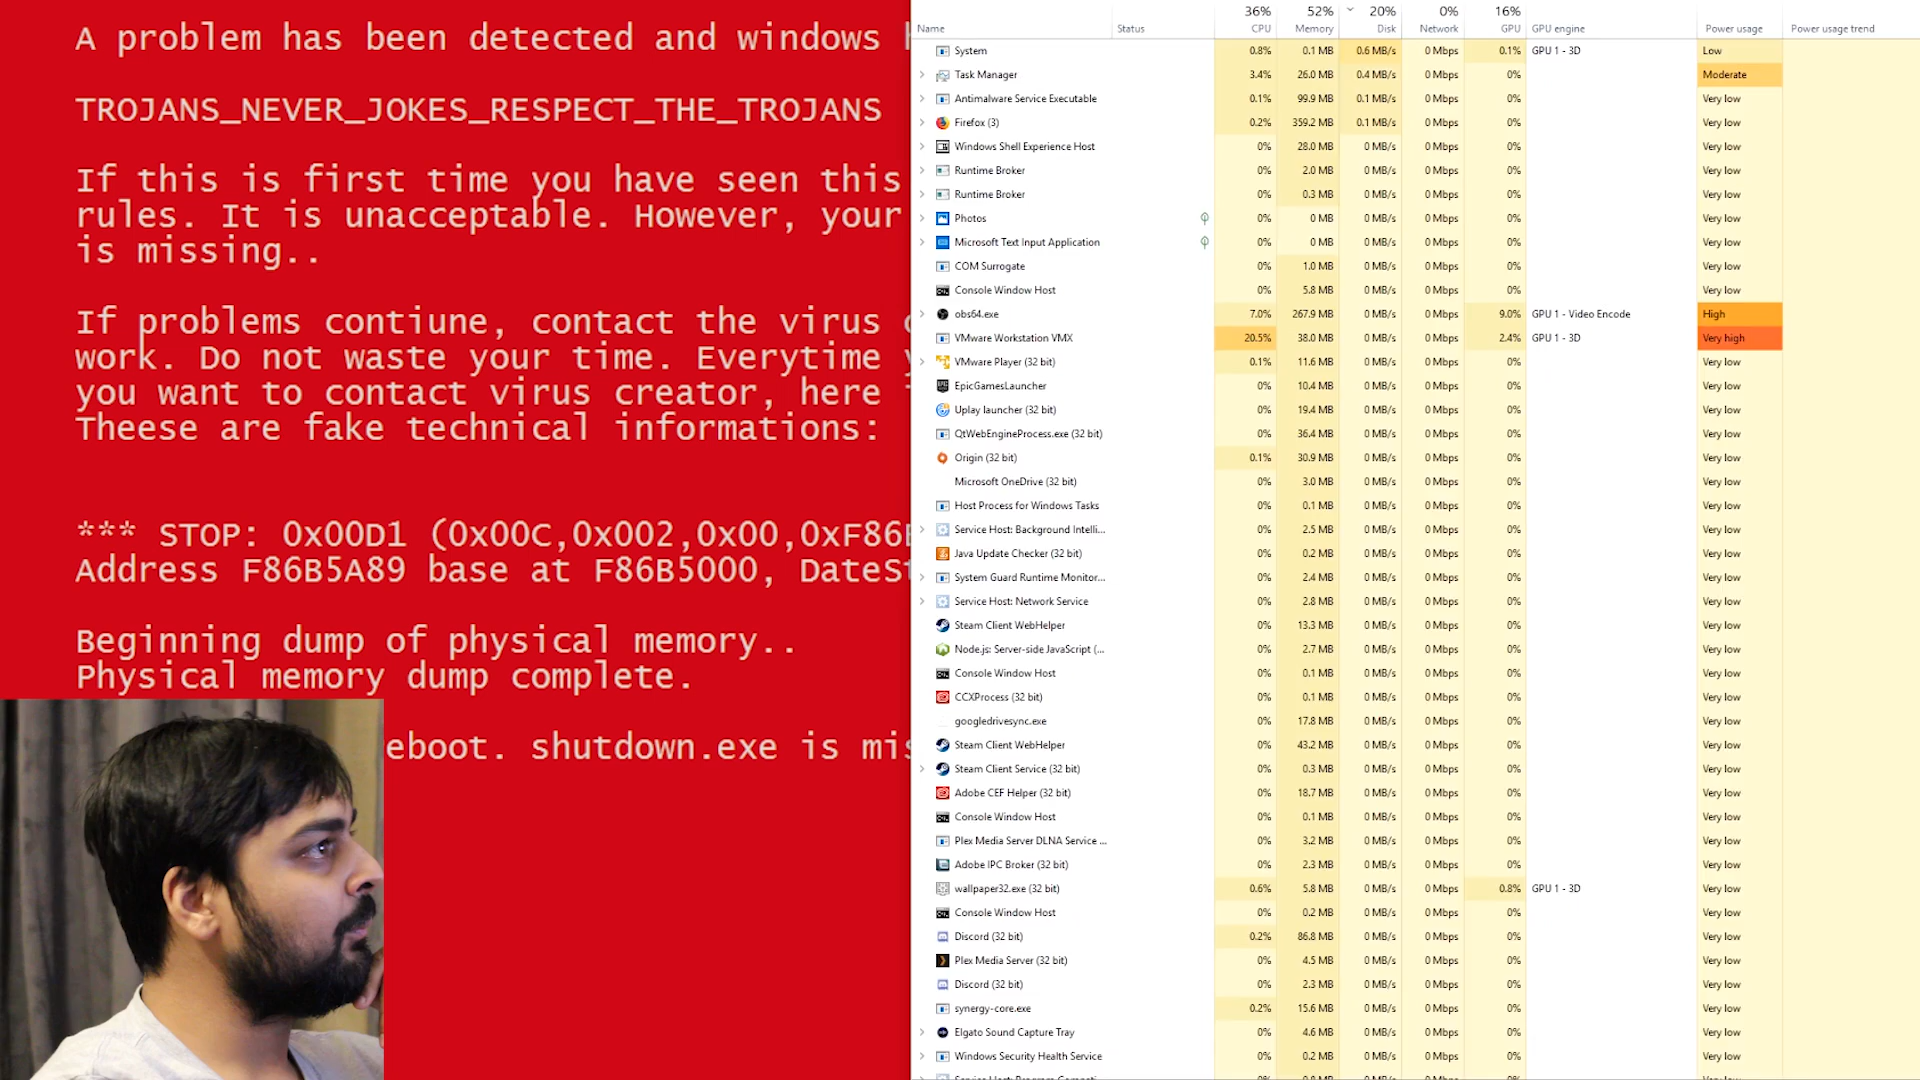 A problem has been detected and windows
TROJANS_NEVER_JOKES_RESPECT_THE_TROJANS
If this is first time you have seen this
rules. It is unacceptable. However, your
is missing..
If problems contiune, contact the virus
work. Do not waste your time. Everytime
you want to contact virus creator, here
Theese are fake technical informations:
*** STOP: 0x00D1 (0x00C,0x002,0x00,0xF86
Address F86B5A89 base at F86B5000, DateS
Beginning dump of physical memory..
Physical memory dump complete.
eboot. shutdown.exe is mis
36% 52% 20% 0% 16%
Name Status CPU Memory Disk Network GPU GPU engine Power usage Power usage trend
System 0.8% 0.1 MB 0.6 MB/s 0 Mbps 0.1% GPU 1 - 3D Low
Task Manager 3.4% 26.0 MB 0.4 MB/s 0 Mbps 0% Moderate
Antimalware Service Executable 0.1% 99.9 MB 0.1 MB/s 0 Mbps 0% Very low
Firefox (3) 0.2% 359.2 MB 0.1 MB/s 0 Mbps 0% Very low
Windows Shell Experience Host 0% 28.0 MB 0 MB/s 0 Mbps 0% Very low
Runtime Broker 0% 2.0 MB 0 MB/s 0 Mbps 0% Very low
Runtime Broker 0% 0.3 MB 0 MB/s 0 Mbps 0% Very low
Photos 0% 0 MB 0 MB/s 0 Mbps 0% Very low
Microsoft Text Input Application 0% 0 MB 0 MB/s 0 Mbps 0% Very low
COM Surrogate 0% 1.0 MB 0 MB/s 0 Mbps 0% Very low
Console Window Host 0% 5.8 MB 0 MB/s 0 Mbps 0% Very low
obs64.exe 7.0% 267.9 MB 0 MB/s 0 Mbps 9.0% GPU 1 - Video Encode High
VMware Workstation VMX 20.5% 38.0 MB 0 MB/s 0 Mbps 2.4% GPU 1 - 3D Very high
VMware Player (32 bit) 0.1% 11.6 MB 0 MB/s 0 Mbps 0% Very low
EpicGamesLauncher 0% 10.4 MB 0 MB/s 0 Mbps 0% Very low
Uplay launcher (32 bit) 0% 19.4 MB 0 MB/s 0 Mbps 0% Very low
QtWebEngineProcess.exe (32 bit) 0% 36.4 MB 0 MB/s 0 Mbps 0% Very low
Origin (32 bit) 0.1% 30.9 MB 0 MB/s 0 Mbps 0% Very low
Microsoft OneDrive (32 bit) 0% 3.0 MB 0 MB/s 0 Mbps 0% Very low
Host Process for Windows Tasks 0% 0.1 MB 0 MB/s 0 Mbps 0% Very low
Service Host: Background Intelli... 0% 2.5 MB 0 MB/s 0 Mbps 0% Very low
Java Update Checker (32 bit) 0% 0.2 MB 0 MB/s 0 Mbps 0% Very low
System Guard Runtime Monitor... 0% 2.4 MB 0 MB/s 0 Mbps 0% Very low
Service Host: Network Service 0% 2.8 MB 0 MB/s 0 Mbps 0% Very low
Steam Client WebHelper 0% 13.3 MB 0 MB/s 0 Mbps 0% Very low
Node.js: Server-side JavaScript (... 0% 2.7 MB 0 MB/s 0 Mbps 0% Very low
Console Window Host 0% 0.1 MB 0 MB/s 0 Mbps 0% Very low
CCXProcess (32 bit) 0% 0.1 MB 0 MB/s 0 Mbps 0% Very low
googledrivesync.exe 0% 17.8 MB 0 MB/s 0 Mbps 0% Very low
Steam Client WebHelper 0% 43.2 MB 0 MB/s 0 Mbps 0% Very low
Steam Client Service (32 bit) 0% 0.3 MB 0 MB/s 0 Mbps 0% Very low
Adobe CEF Helper (32 bit) 0% 18.7 MB 0 MB/s 0 Mbps 0% Very low
Console Window Host 0% 0.1 MB 0 MB/s 0 Mbps 0% Very low
Plex Media Server DLNA Service ... 0% 3.2 MB 0 MB/s 0 Mbps 0% Very low
Adobe IPC Broker (32 bit) 0% 2.3 MB 0 MB/s 0 Mbps 0% Very low
wallpaper32.exe (32 bit) 0.6% 5.8 MB 0 MB/s 0 Mbps 0.8% GPU 1 - 3D Very low
Console Window Host 0% 0.2 MB 0 MB/s 0 Mbps 0% Very low
Discord (32 bit) 0.2% 86.8 MB 0 MB/s 0 Mbps 0% Very low
Plex Media Server (32 bit) 0% 4.5 MB 0 MB/s 0 Mbps 0% Very low
Discord (32 bit) 0% 2.3 MB 0 MB/s 0 Mbps 0% Very low
synergy-core.exe 0.2% 15.6 MB 0 MB/s 0 Mbps 0% Very low
Elgato Sound Capture Tray 0% 4.6 MB 0 MB/s 0 Mbps 0% Very low
Windows Security Health Service 0% 0.2 MB 0 MB/s 0 Mbps 0% Very low